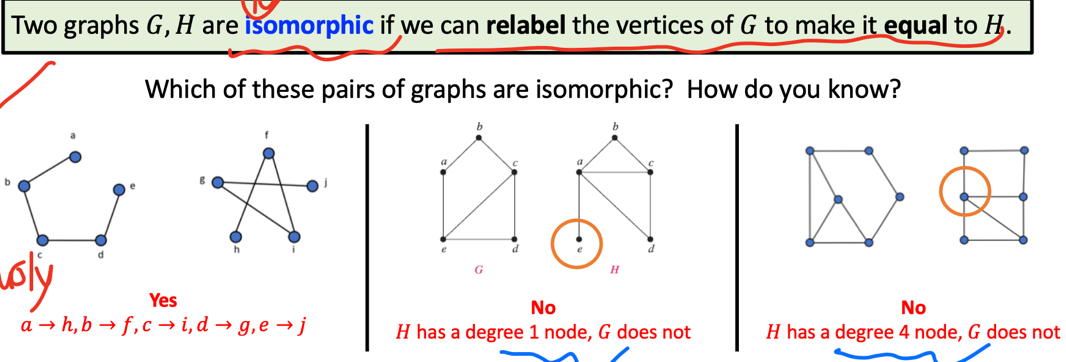 Two graphs G, H are isomorphic if we can relabel the vertices of G to make it equal to H.
Which of these pairs of graphs are isomorphic? How do you know?
a
b
e
c
d
f
g
j
h
i
b
a
c
e
d
G
b
a
c
e
d
H
usly
Yes
a → h, b → f, c → i, d → g, e → j
No
H has a degree 1 node, G does not
No
H has a degree 4 node, G does not